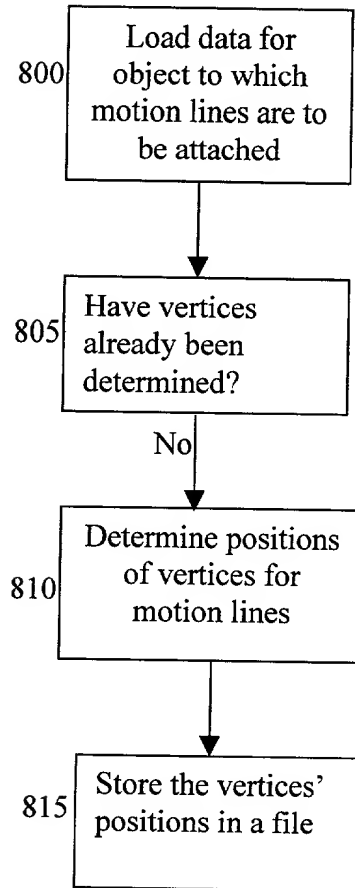 Load data for
800
object to which
motion lines are to
be attached
Have vertices
805
already been
determined?
No
Determine positions
810
of vertices for
motion lines
Store the vertices'
815
positions in a file